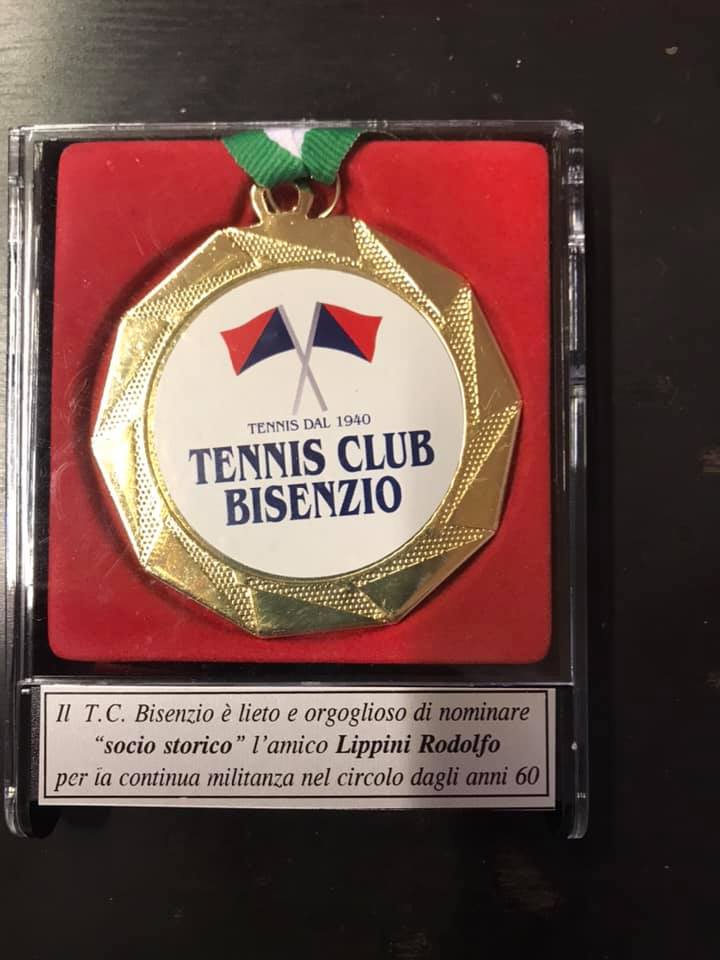 TENNIS DAL 1940
TENNIS CLUB
BISENZIO
Il T.C. Bisenzio è lieto e orgoglioso di nominare
“socio storico” l'amico Lippini Rodolfo
per la continua militanza nel circolo dagli anni 60